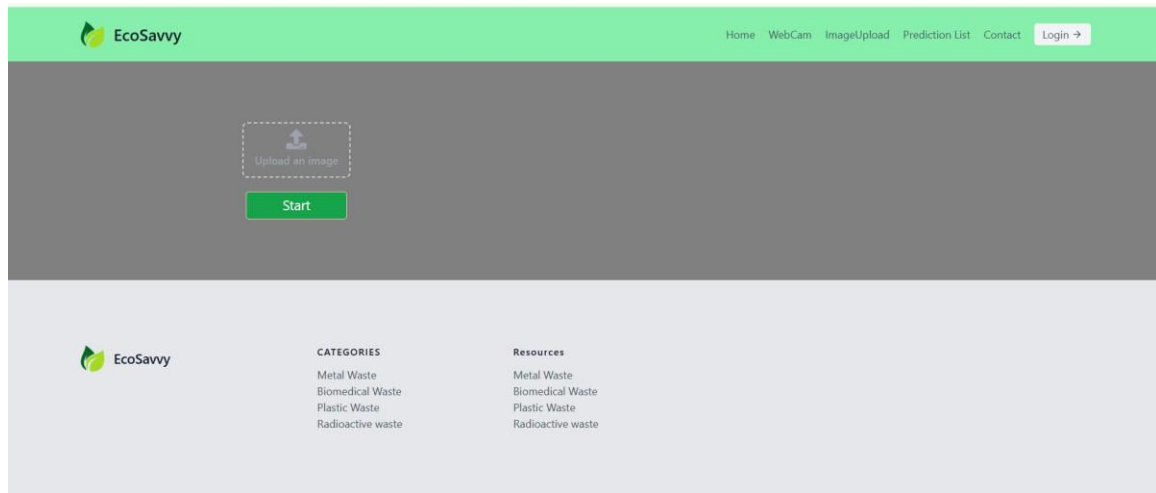 EcoSavvy
Home WebCam ImageUpload Prediction List Contact Login →
Upload an image
Start
EcoSavvy
CATEGORIES
Metal Waste
Biomedical Waste
Plastic Waste
Radioactive waste
Resources
Metal Waste
Biomedical Waste
Plastic Waste
Radioactive waste